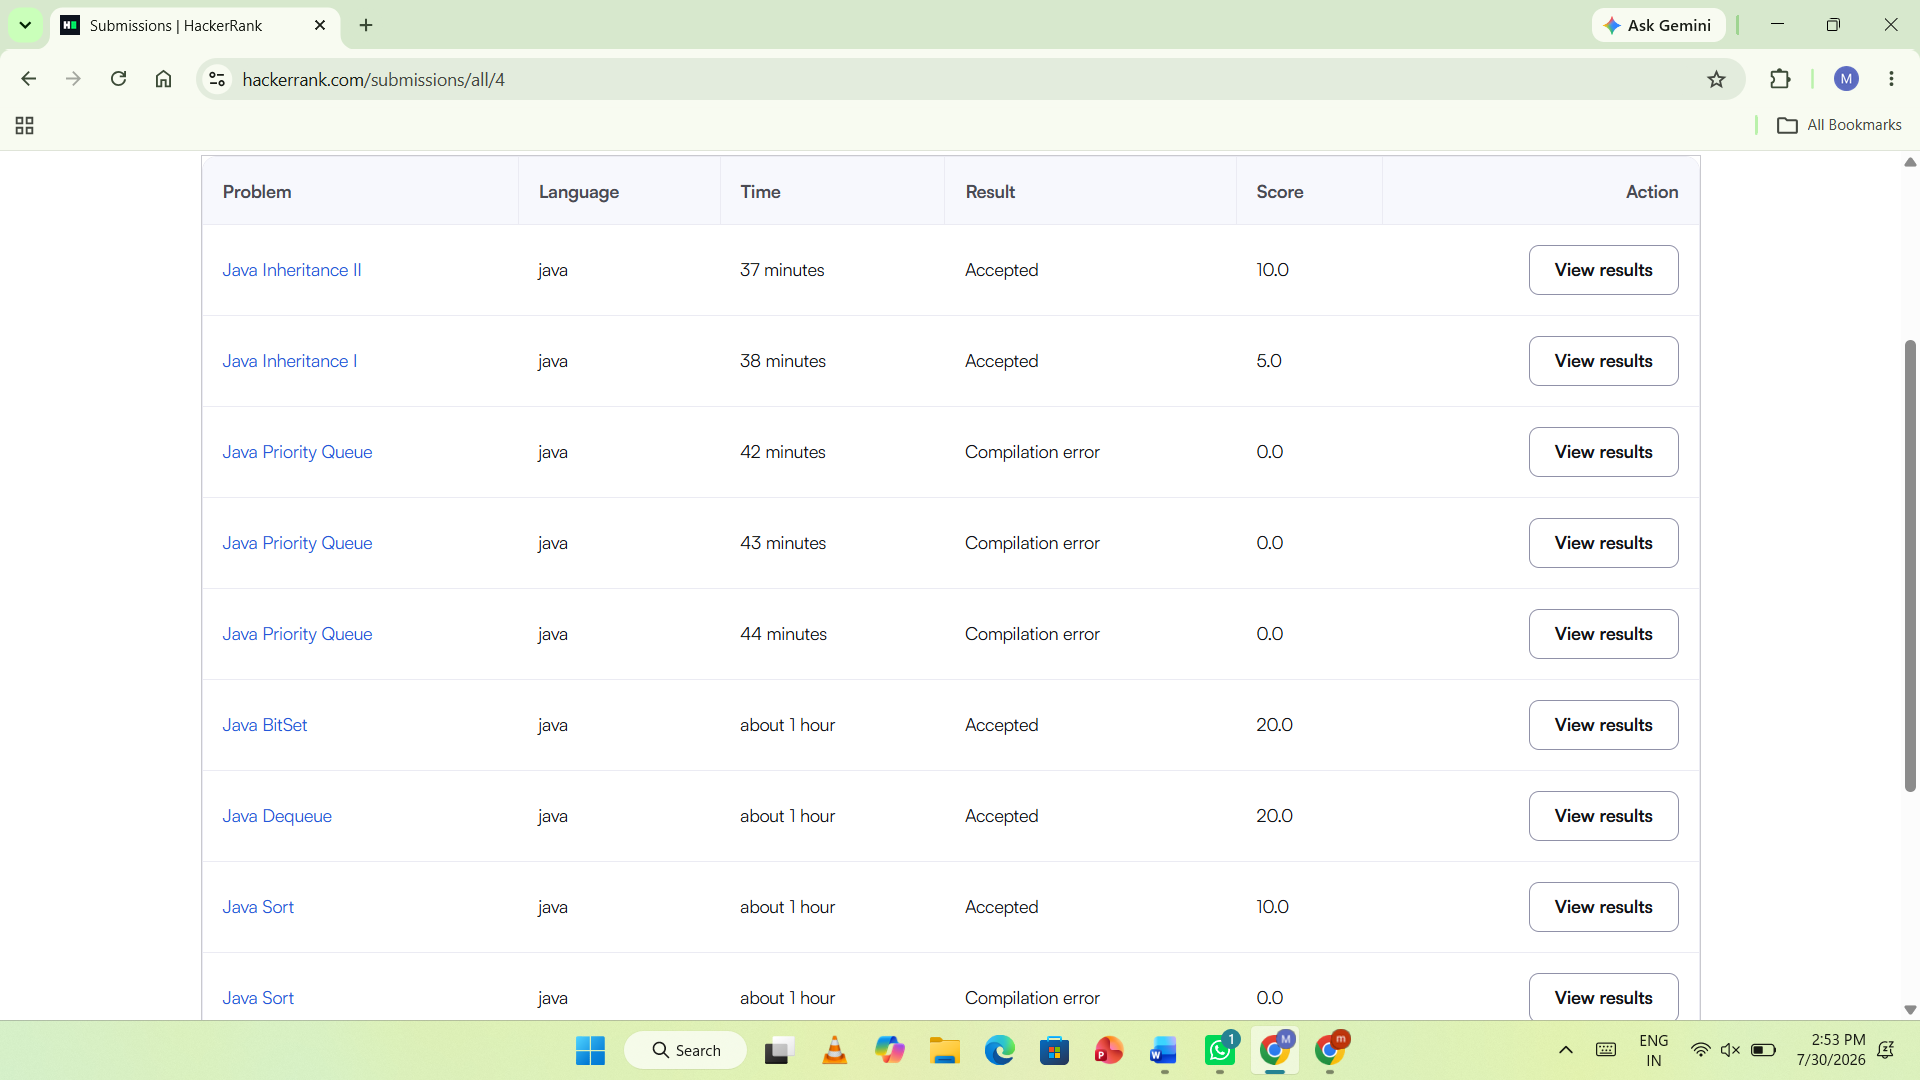 Submissions | HackerRank
Ask Gemini
hackerrank.com/submissions/all/4
M
All Bookmarks
Problem Language Time Result Score Action
Java Inheritance II java 37 minutes Accepted 10.0 View results
Java Inheritance I java 38 minutes Accepted 5.0 View results
Java Priority Queue java 42 minutes Compilation error 0.0 View results
Java Priority Queue java 43 minutes Compilation error 0.0 View results
Java Priority Queue java 44 minutes Compilation error 0.0 View results
Java BitSet java about 1 hour Accepted 20.0 View results
Java Dequeue java about 1 hour Accepted 20.0 View results
Java Sort java about 1 hour Accepted 10.0 View results
Java Sort java about 1 hour Compilation error 0.0 View results
Search
1
M
m
ENG
IN
2:53 PM
7/30/2026